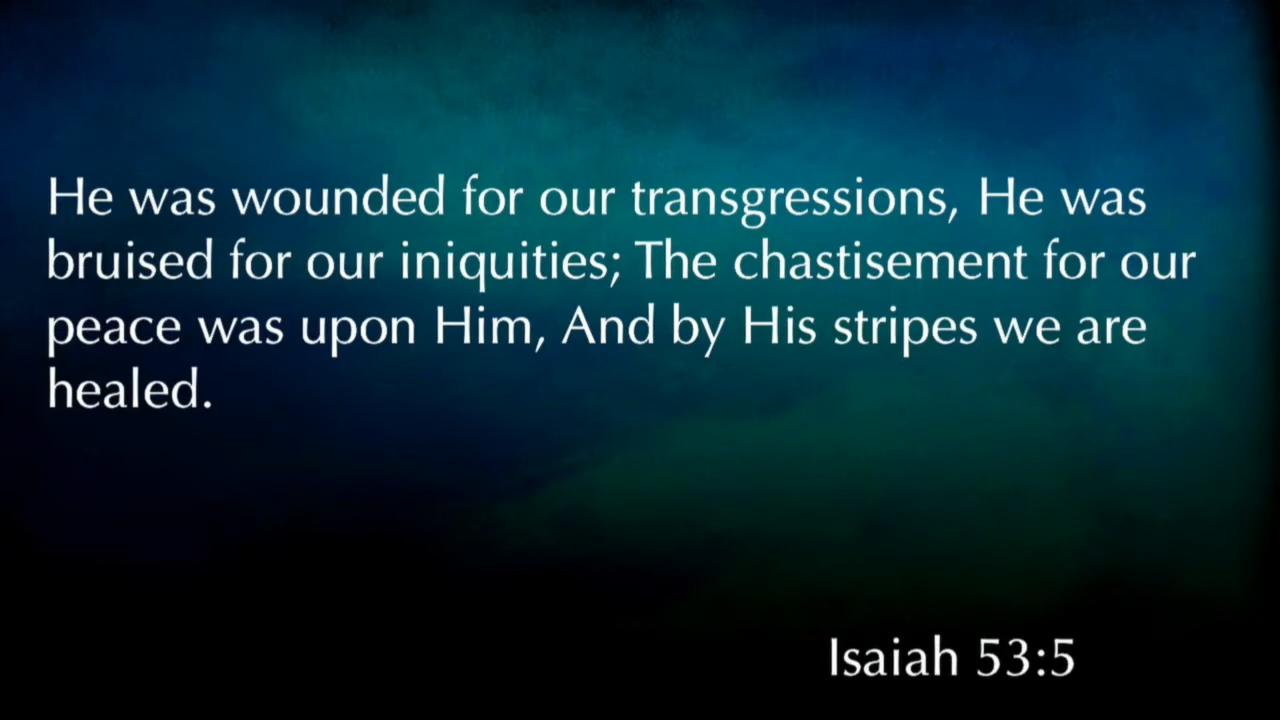 He was wounded for our transgressions, He was
bruised for our iniquities; The chastisement for our
peace was upon Him, And by His stripes we are
healed.
Isaiah 53:5